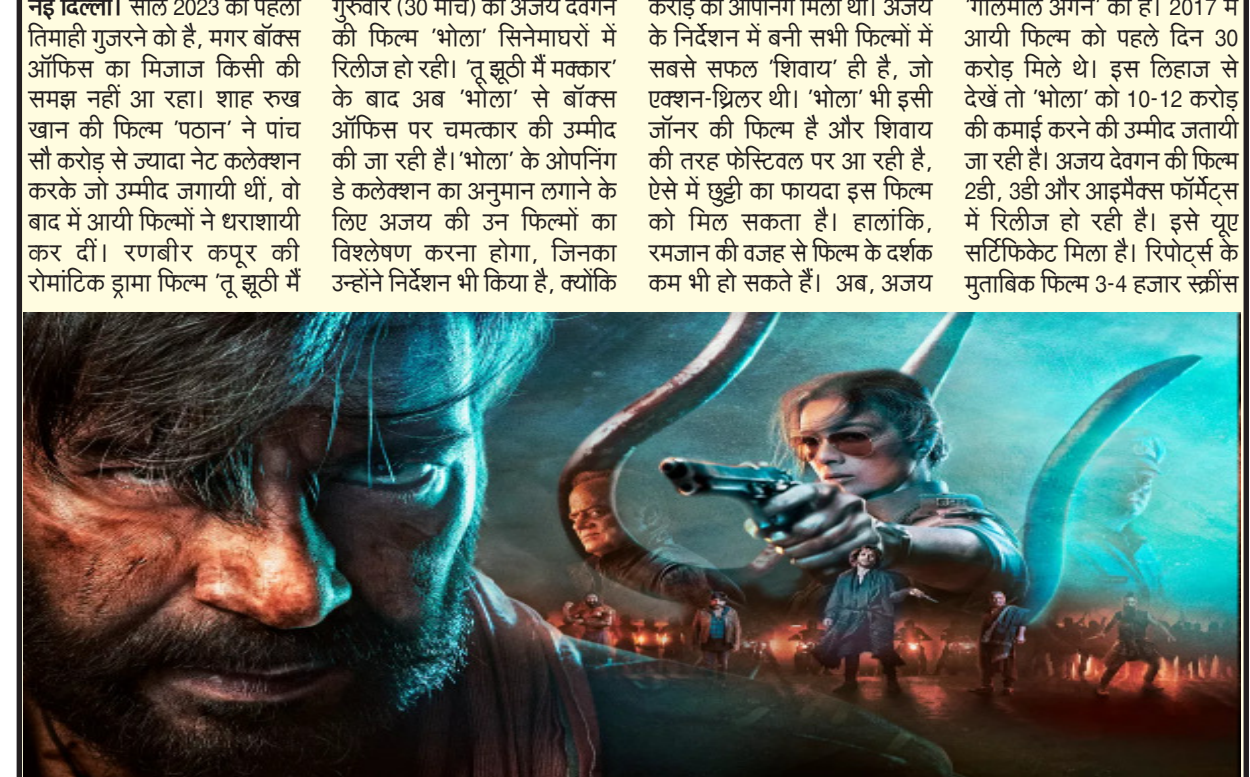 नई दिल्ली। साल 2023 की पहली
तिमाही गुजरने को है, मगर बॉक्स
ऑफिस का मिजाज किसी की
समझ नहीं आ रहा। शाह रुख
खान की फिल्म 'पठान' ने पांच
सौ करोड़ से ज्यादा नेट कलेक्शन
करके जो उम्मीद जगायी थीं, वो
बाद में आयी फिल्मों ने धराशायी
कर दीं। रणबीर कपूर की
रोमांटिक ड्रामा फिल्म 'तू झूठी मैं
गुरुवार (30 मार्च) को अजय देवगन
की फिल्म 'भोला' सिनेमाघरों में
रिलीज हो रही। 'तू झूठी मैं मक्कार'
के बाद अब 'भोला' से बॉक्स
ऑफिस पर चमत्कार की उम्मीद
की जा रही है।'भोला' के ओपनिंग
डे कलेक्शन का अनुमान लगाने के
लिए अजय की उन फिल्मों का
विश्लेषण करना होगा, जिनका
उन्होंने निर्देशन भी किया है, क्योंकि
करोड़ की ओपनिंग मिली थी। अजय
के निर्देशन में बनी सभी फिल्मों में
सबसे सफल 'शिवाय' ही है, जो
एक्शन-थ्रिलर थी। 'भोला' भी इसी
जॉनर की फिल्म है और शिवाय
की तरह फेस्टिवल पर आ रही है,
ऐसे में छुट्टी का फायदा इस फिल्म
को मिल सकता है। हालांकि,
रमजान की वजह से फिल्म के दर्शक
कम भी हो सकते हैं। अब, अजय
'गोलमाल अगेन' की है। 2017 में
आयी फिल्म को पहले दिन 30
करोड़ मिले थे। इस लिहाज से
देखें तो 'भोला' को 10-12 करोड़
की कमाई करने की उम्मीद जतायी
जा रही है। अजय देवगन की फिल्म
2डी, 3डी और आइमैक्स फॉर्मेट्स
में रिलीज हो रही है। इसे यूए
सर्टिफिकेट मिला है। रिपोर्ट्स के
मुताबिक फिल्म 3-4 हजार स्क्रींस